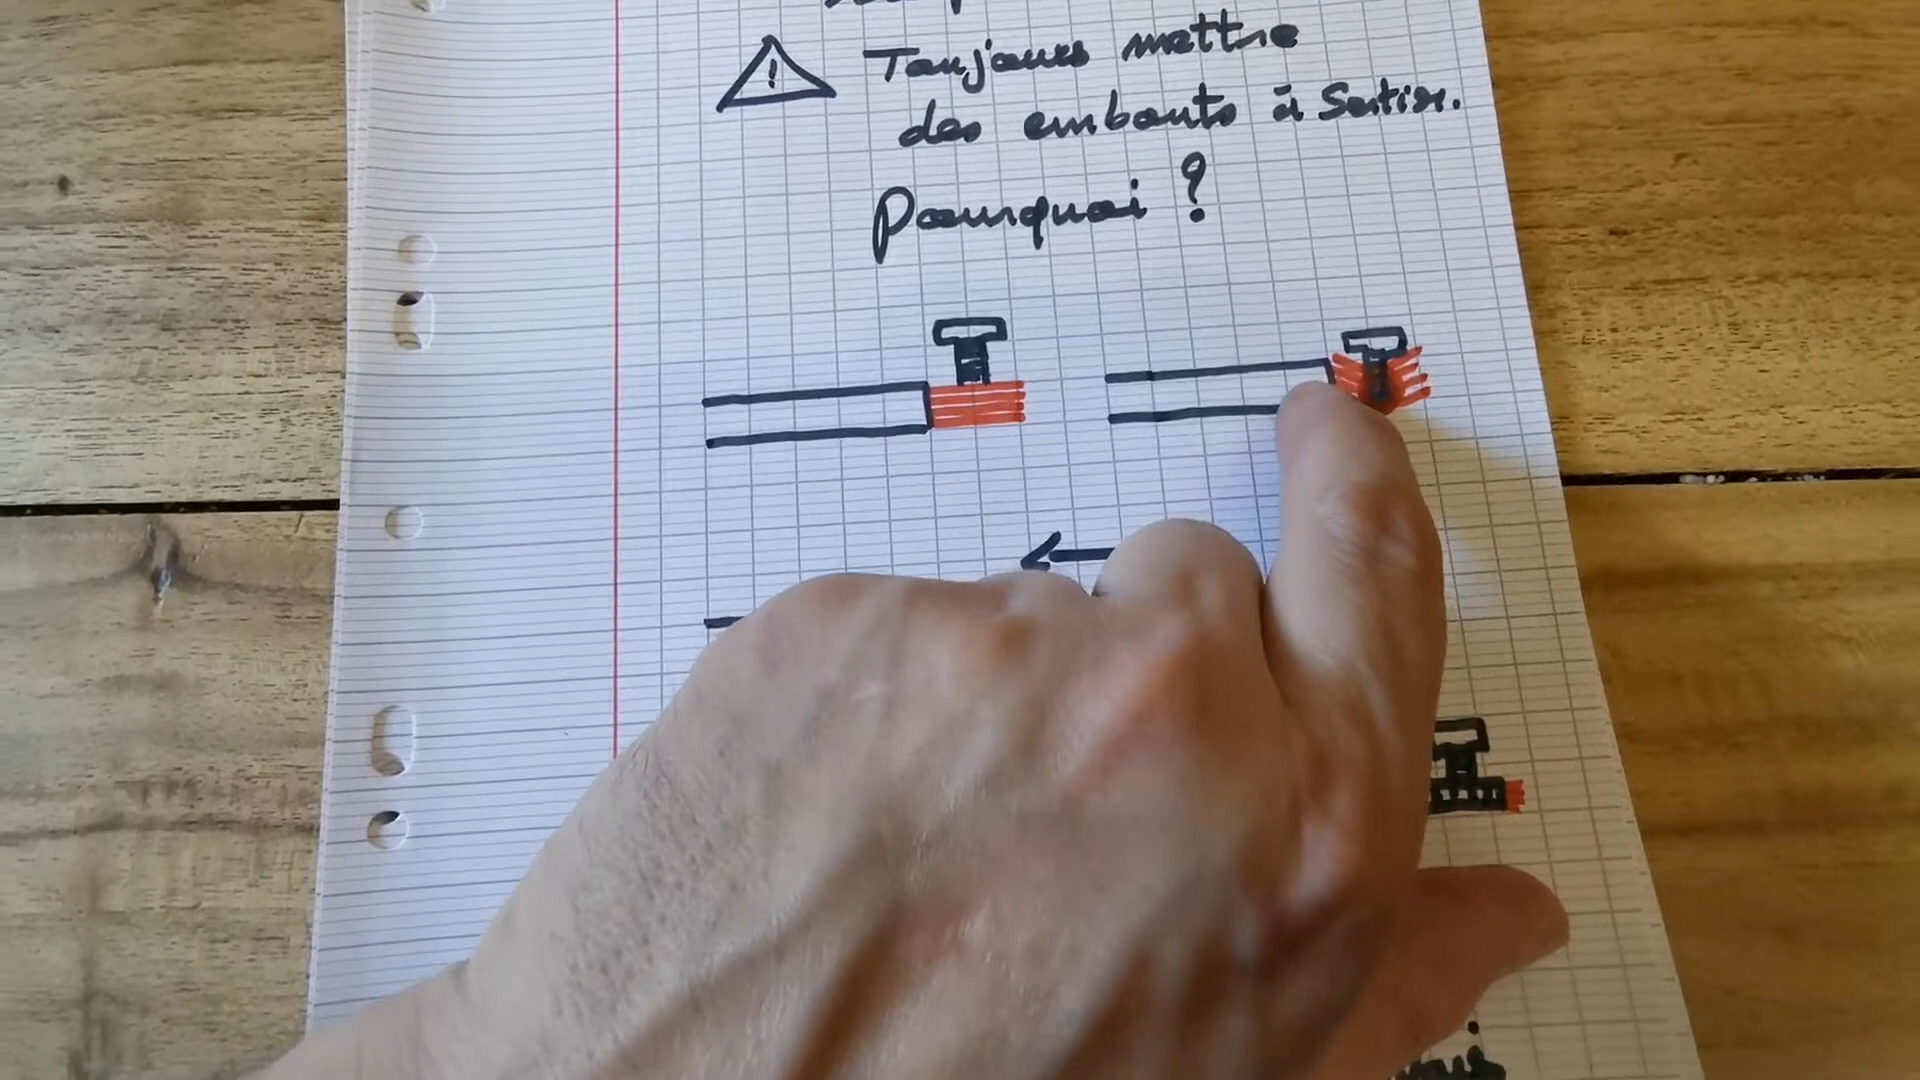 ! Toujours mettre
des embouts à Sertir.
Pourquoi ?